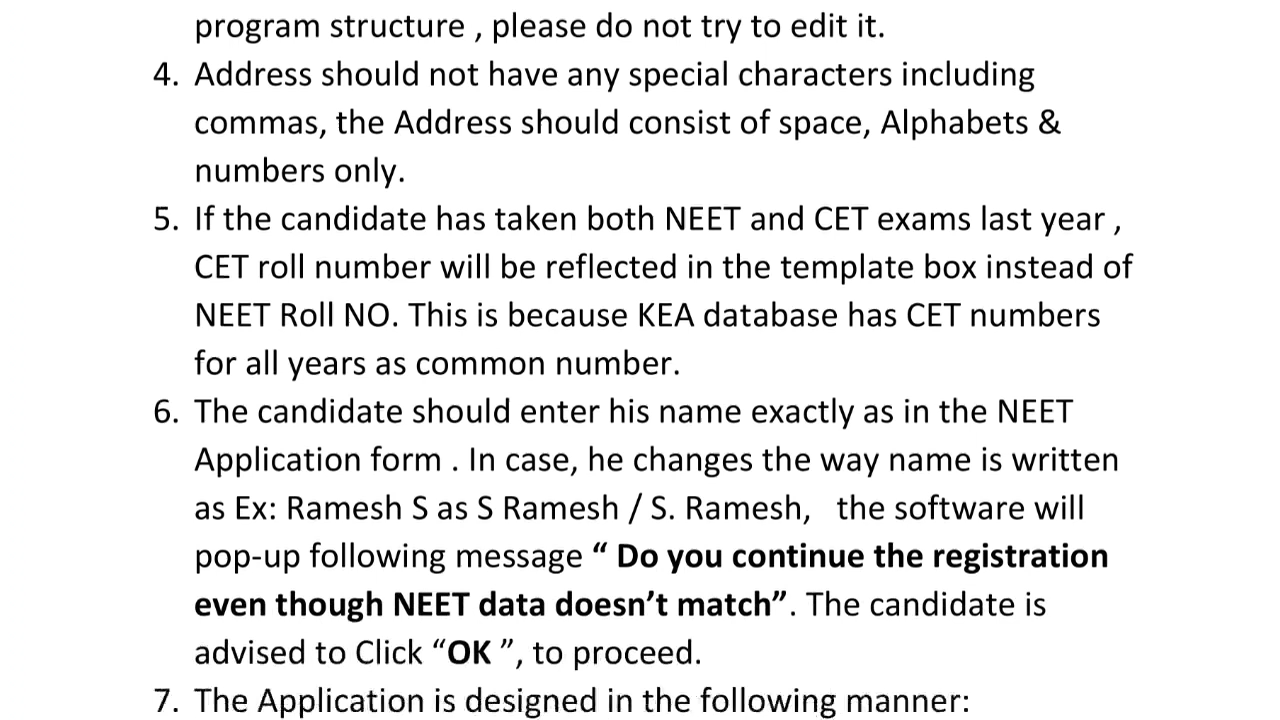 program structure , please do not try to edit it.
4. Address should not have any special characters including
commas, the Address should consist of space, Alphabets &
numbers only.
5. If the candidate has taken both NEET and CET exams last year ,
CET roll number will be reflected in the template box instead of
NEET Roll NO. This is because KEA database has CET numbers
for all years as common number.
6. The candidate should enter his name exactly as in the NEET
Application form . In case, he changes the way name is written
as Ex: Ramesh S as S Ramesh / S. Ramesh,   the software will
pop-up following message “ Do you continue the registration
even though NEET data doesn’t match”. The candidate is
advised to Click “OK ”, to proceed.
7. The Application is designed in the following manner: